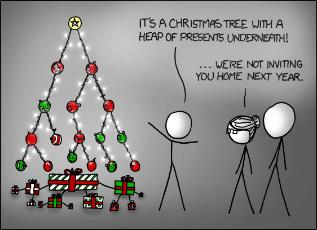 IT'S A CHRISTMAS TREE WITH A
HEAP OF PRESENTS UNDERNEATH!
... WE'RE NOT INVITING
YOU HOME NEXT YEAR.